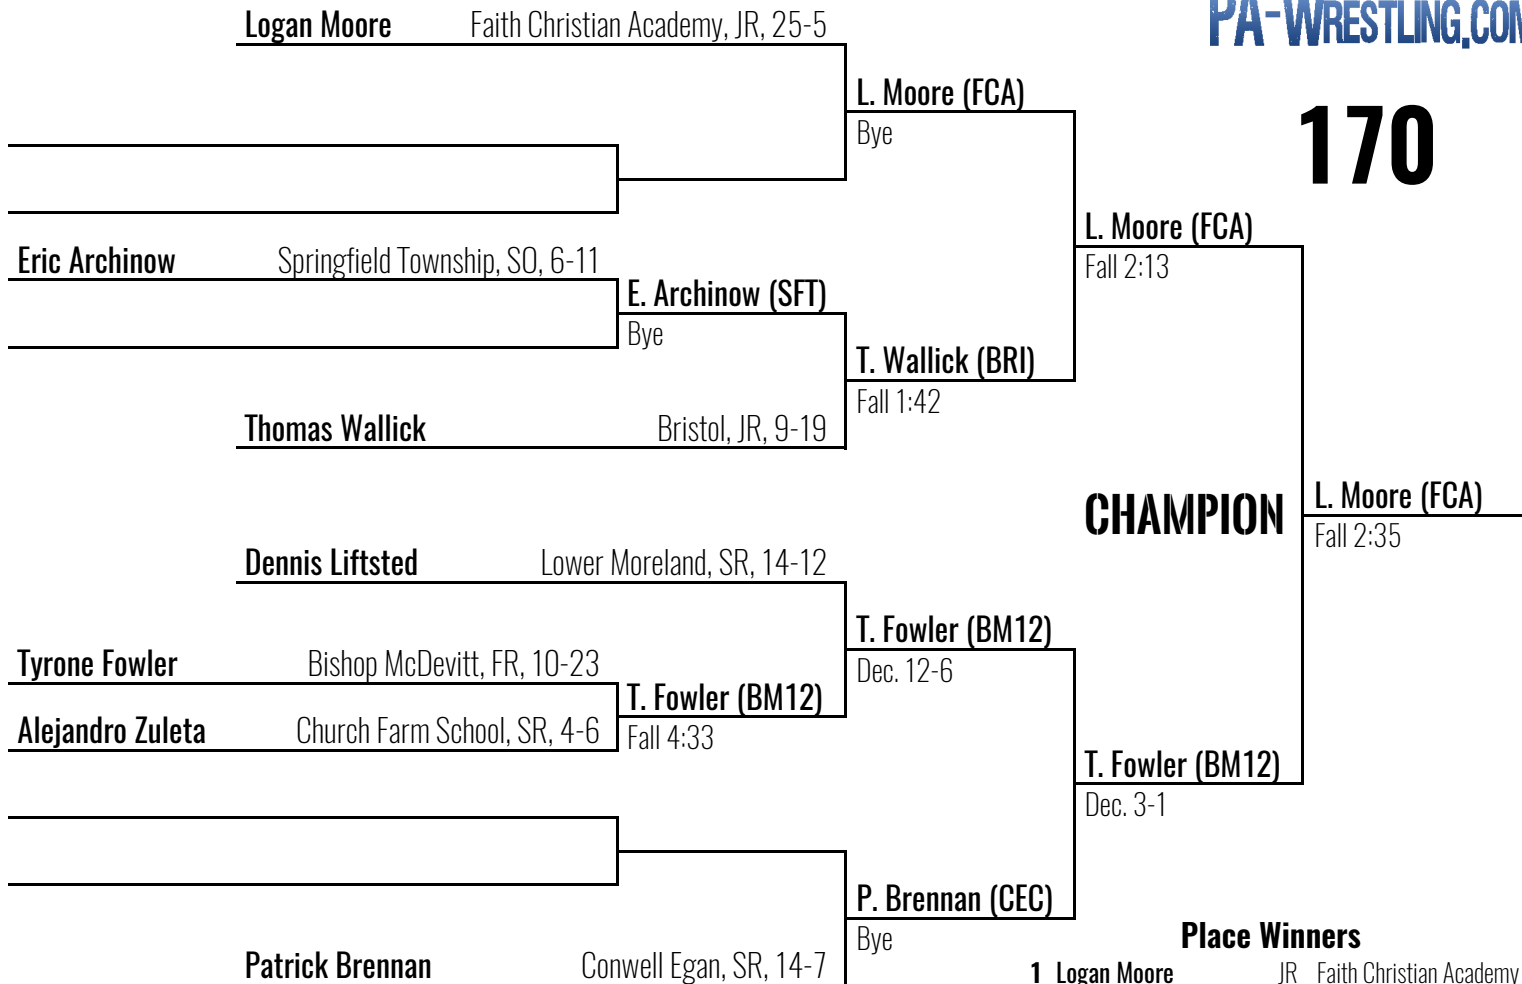 Logan Moore Faith Christian Academy, JR, 25-5
PA-WRESTLING.COM
L. Moore (FCA)
Bye
170
L. Moore (FCA)
Fall 2:13
Eric Archinow Springfield Township, SO, 6-11
E. Archinow (SFT)
Bye
T. Wallick (BRI)
Fall 1:42
Thomas Wallick Bristol, JR, 9-19
CHAMPION
L. Moore (FCA)
Fall 2:35
Dennis Liftsted Lower Moreland, SR, 14-12
T. Fowler (BM12)
Dec. 12-6
Tyrone Fowler Bishop McDevitt, FR, 10-23
T. Fowler (BM12)
Fall 4:33
Alejandro Zuleta Church Farm School, SR, 4-6
T. Fowler (BM12)
Dec. 3-1
P. Brennan (CEC)
Bye
Patrick Brennan Conwell Egan, SR, 14-7
Place Winners
1 Logan Moore JR Faith Christian Academy